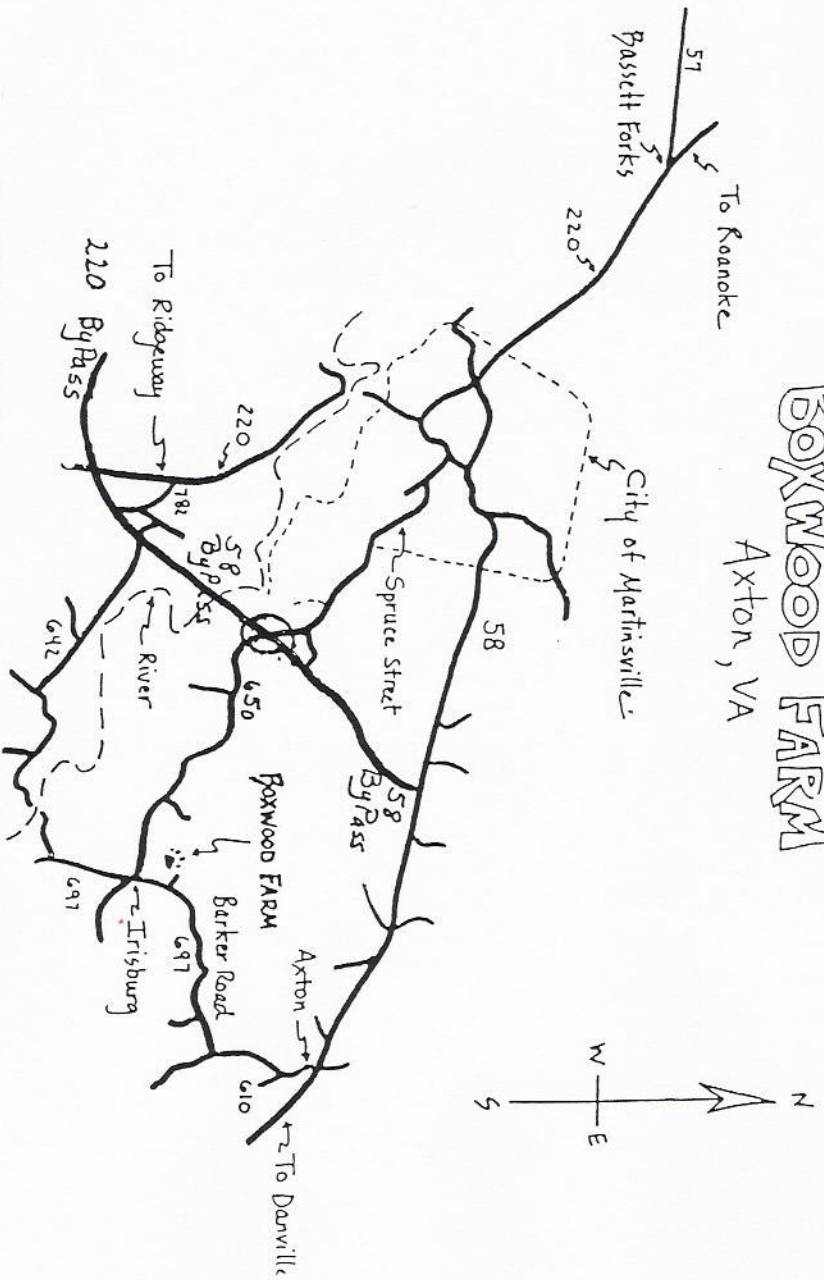 BOXWOOD FARM
Axton, VA
57
Bassett Forks
To Roanoke
220
City of Martinsville
N
W
E
S
58
Spruce Street
To Ridgeway
220
220 ByPass
782
58
ByPass
58
ByPass
650
642
River
BOXWOOD FARM
Barker Road
697
697
Irisburg
Axton
610
To Danville